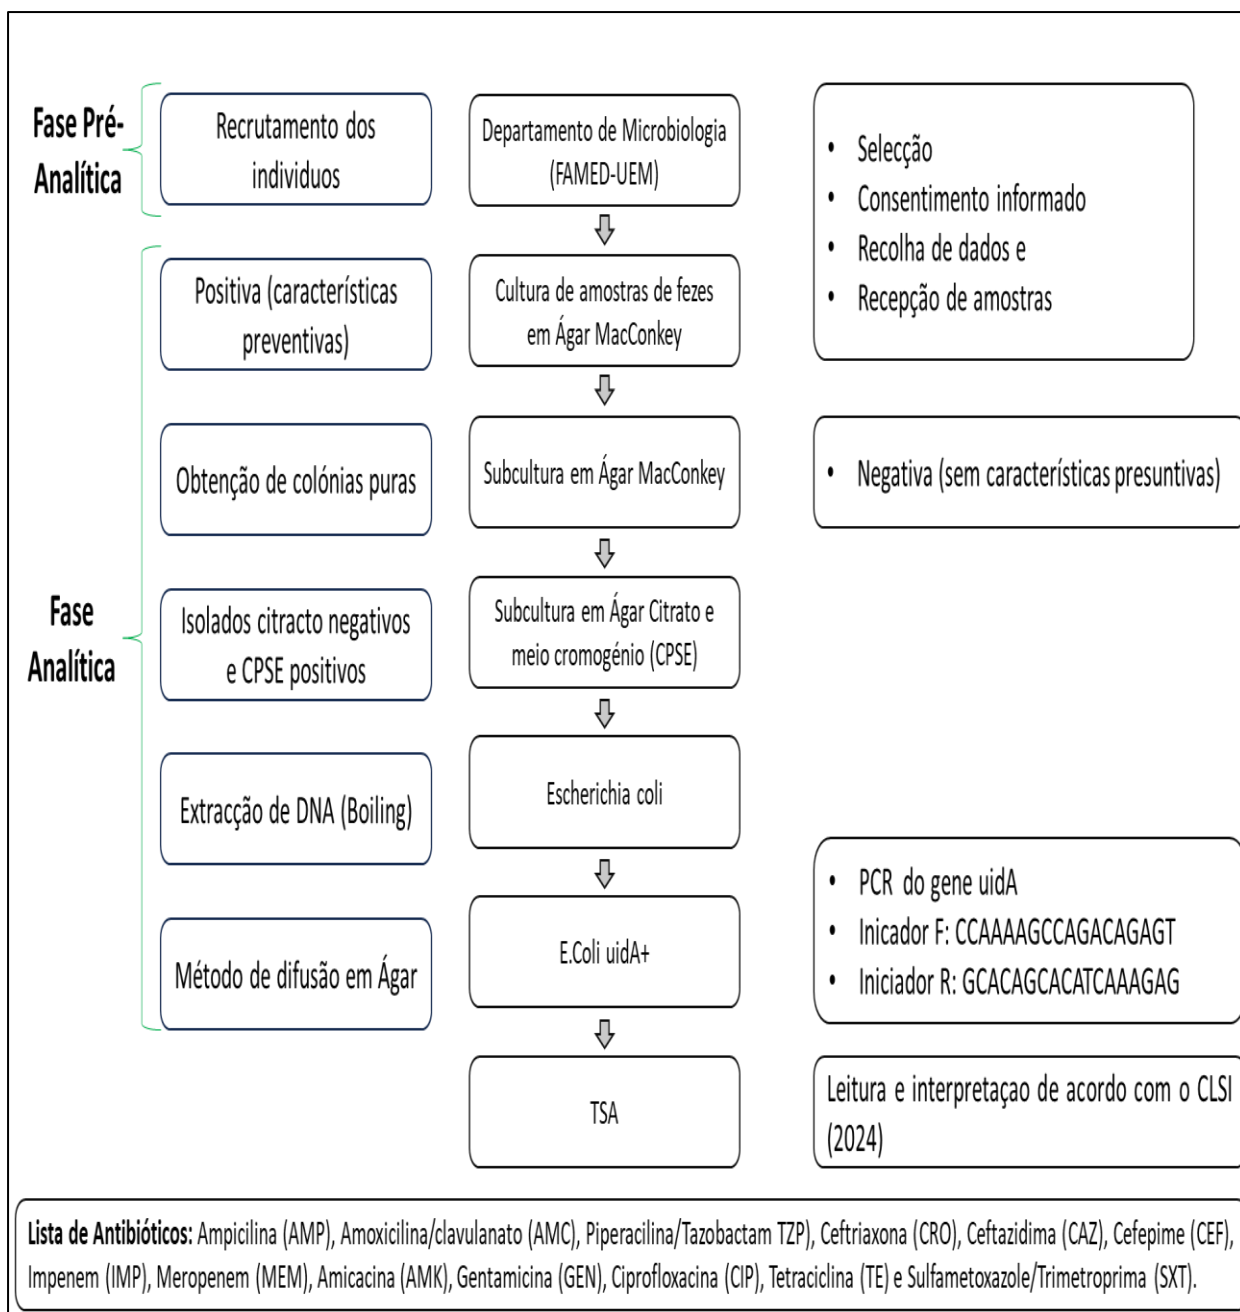 Fase Pré-
Analítica
Recrutamento dos
individuos
Departamento de Microbiologia
(FAMED-UEM)
• Selecção
• Consentimento informado
• Recolha de dados e
• Recepção de amostras
Fase
Analítica
Positiva (características
preventivas)
Cultura de amostras de fezes
em Ágar MacConkey
Obtenção de colónias puras
Subcultura em Ágar MacConkey
• Negativa (sem características presuntivas)
Isolados citracto negativos
e CPSE positivos
Subcultura em Ágar Citrato e
meio cromogénio (CPSE)
Extracção de DNA (Boiling)
Escherichia coli
Método de difusão em Ágar
E.Coli uidA+
• PCR do gene uidA
• Inicador F: CCAAAAGCCAGACAGAGT
• Iniciador R: GCACAGCACATCAAAGAG
TSA
Leitura e interpretaçao de acordo com o CLSI
(2024)
Lista de Antibióticos: Ampicilina (AMP), Amoxicilina/clavulanato (AMC), Piperacilina/Tazobactam TZP), Ceftriaxona (CRO), Ceftazidima (CAZ), Cefepime (CEF),
Impenem (IMP), Meropenem (MEM), Amicacina (AMK), Gentamicina (GEN), Ciprofloxacina (CIP), Tetraciclina (TE) e Sulfametoxazole/Trimetroprima (SXT).